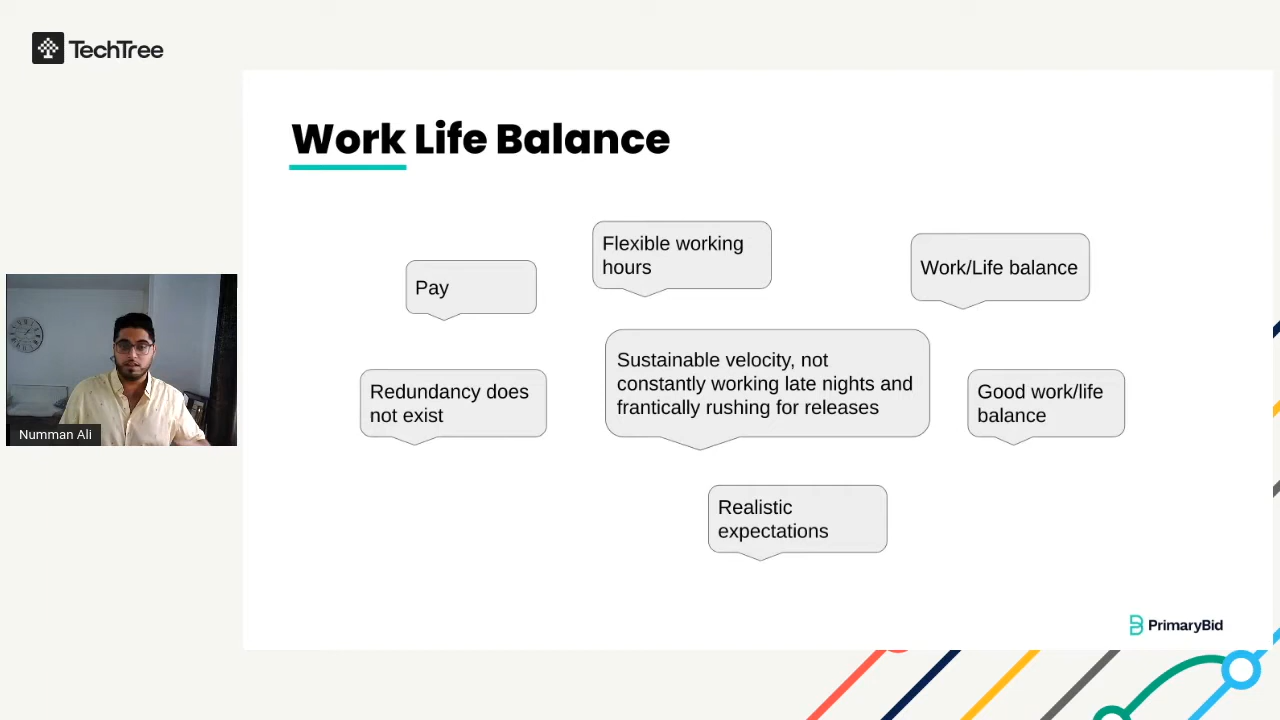 TechTree
Work Life Balance
Flexible working
hours
Work/Life balance
Pay
Sustainable velocity, not
constantly working late nights and
frantically rushing for releases
Redundancy does
not exist
Good work/life
balance
Numman Ali
Realistic
expectations
PrimaryBid